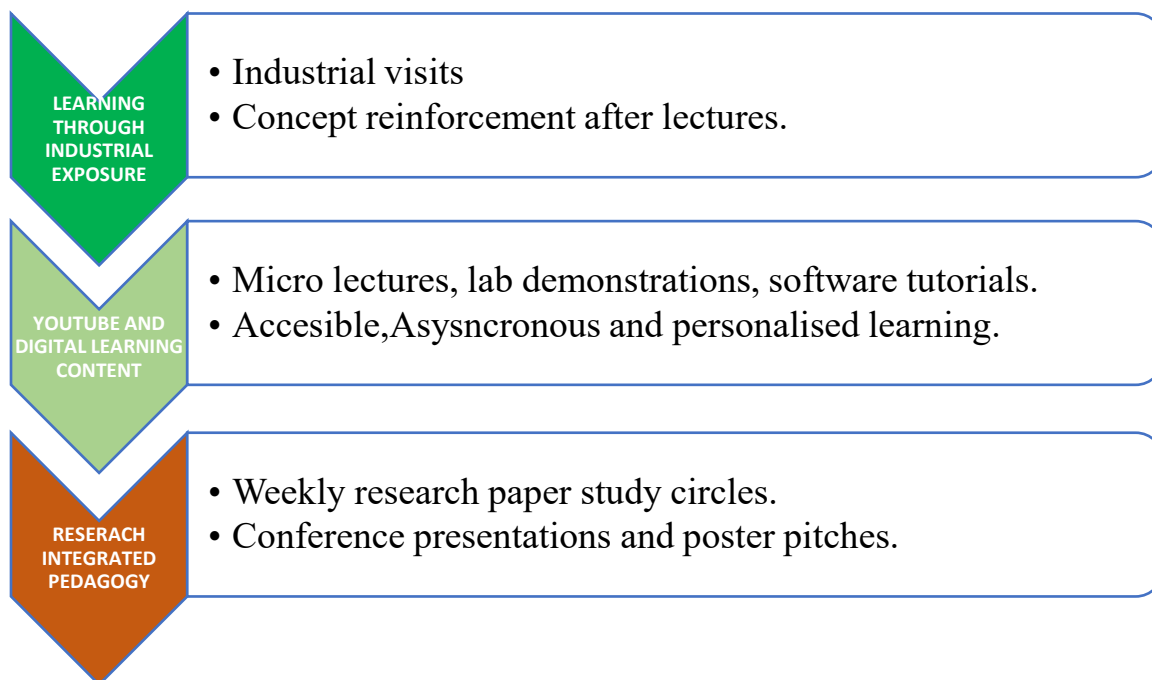 LEARNING
THROUGH
INDUSTRIAL
EXPOSURE
• Industrial visits
• Concept reinforcement after lectures.
YOUTUBE AND
DIGITAL LEARNING
CONTENT
• Micro lectures, lab demonstrations, software tutorials.
• Accesible,Asysncronous and personalised learning.
RESERACH
INTEGRATED
PEDAGOGY
• Weekly research paper study circles.
• Conference presentations and poster pitches.